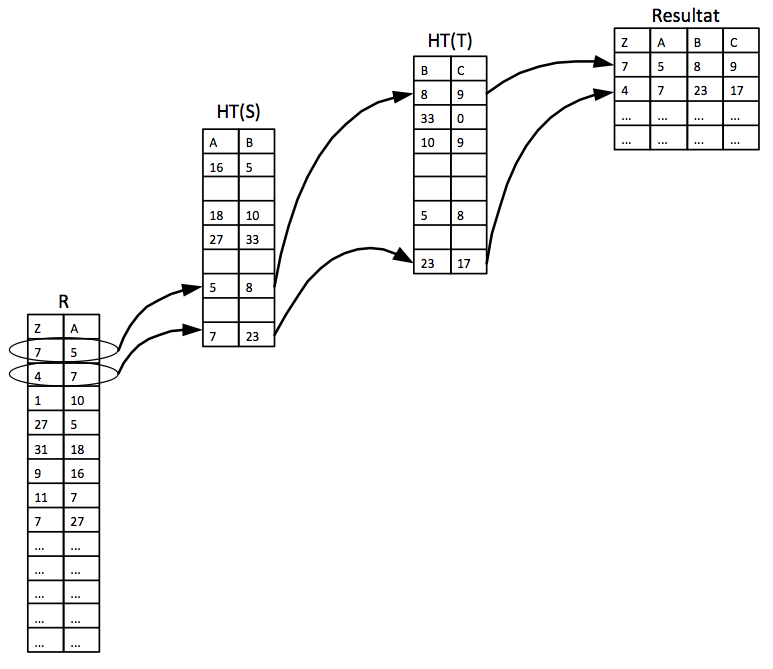 Resultat
Z A B C
7 5 8 9
4 7 23 17
... ... ... ...
... ... ... ...
HT(T)
B C
8 9
33 0
10 9
5 8
23 17
HT(S)
A B
16 5
18 10
27 33
5 8
7 23
R
Z A
7 5
4 7
1 10
27 5
31 18
9 16
11 7
7 27
... ...
... ...
... ...
... ...
... ...